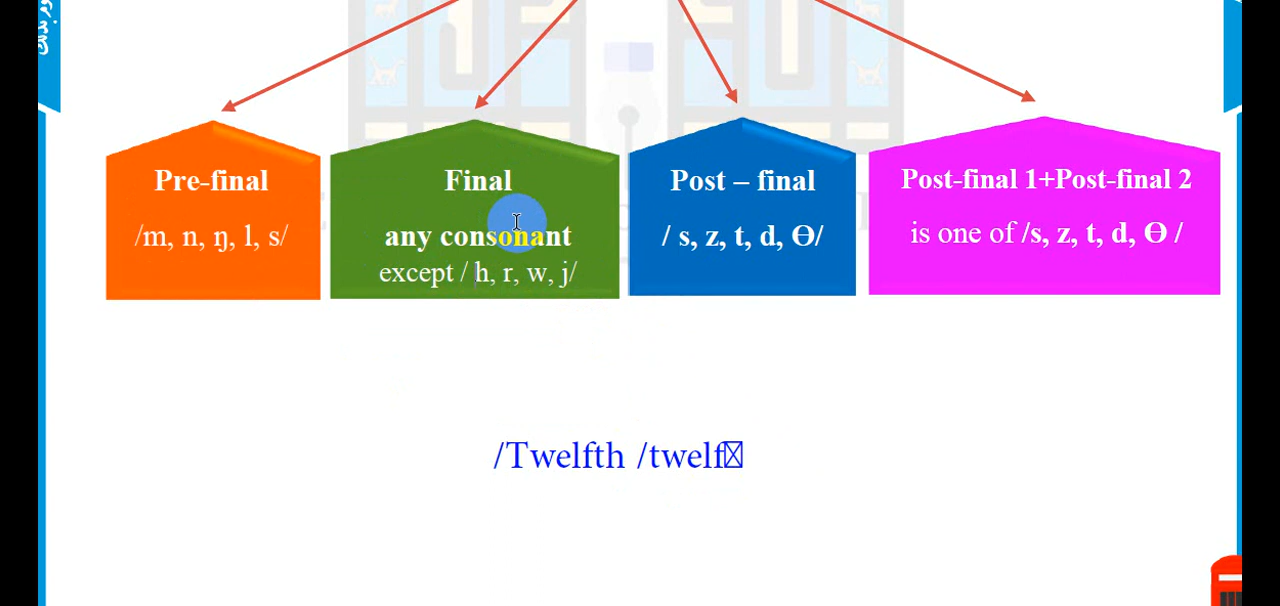 Pre-final
/m, n, ŋ, l, s/
Final
any consonant
except / h, r, w, j/
Post – final
/ s, z, t, d, Ө/
Post-final 1+Post-final 2
is one of /s, z, t, d, Ө /
/Twelfth /twelf